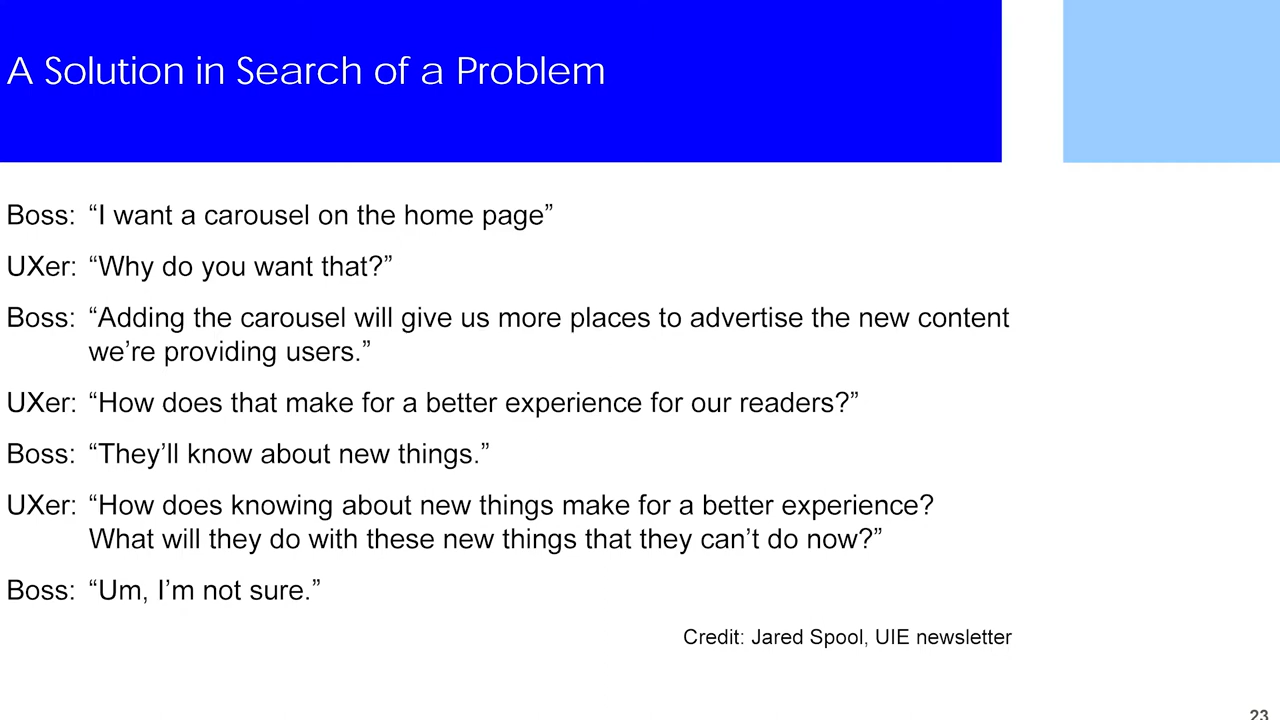 A Solution in Search of a Problem
Boss: “I want a carousel on the home page”
UXer: “Why do you want that?”
Boss: “Adding the carousel will give us more places to advertise the new content
we’re providing users.”
UXer: “How does that make for a better experience for our readers?”
Boss: “They’ll know about new things.”
UXer: “How does knowing about new things make for a better experience?
What will they do with these new things that they can’t do now?”
Boss: “Um, I’m not sure.”
Credit: Jared Spool, UIE newsletter
23